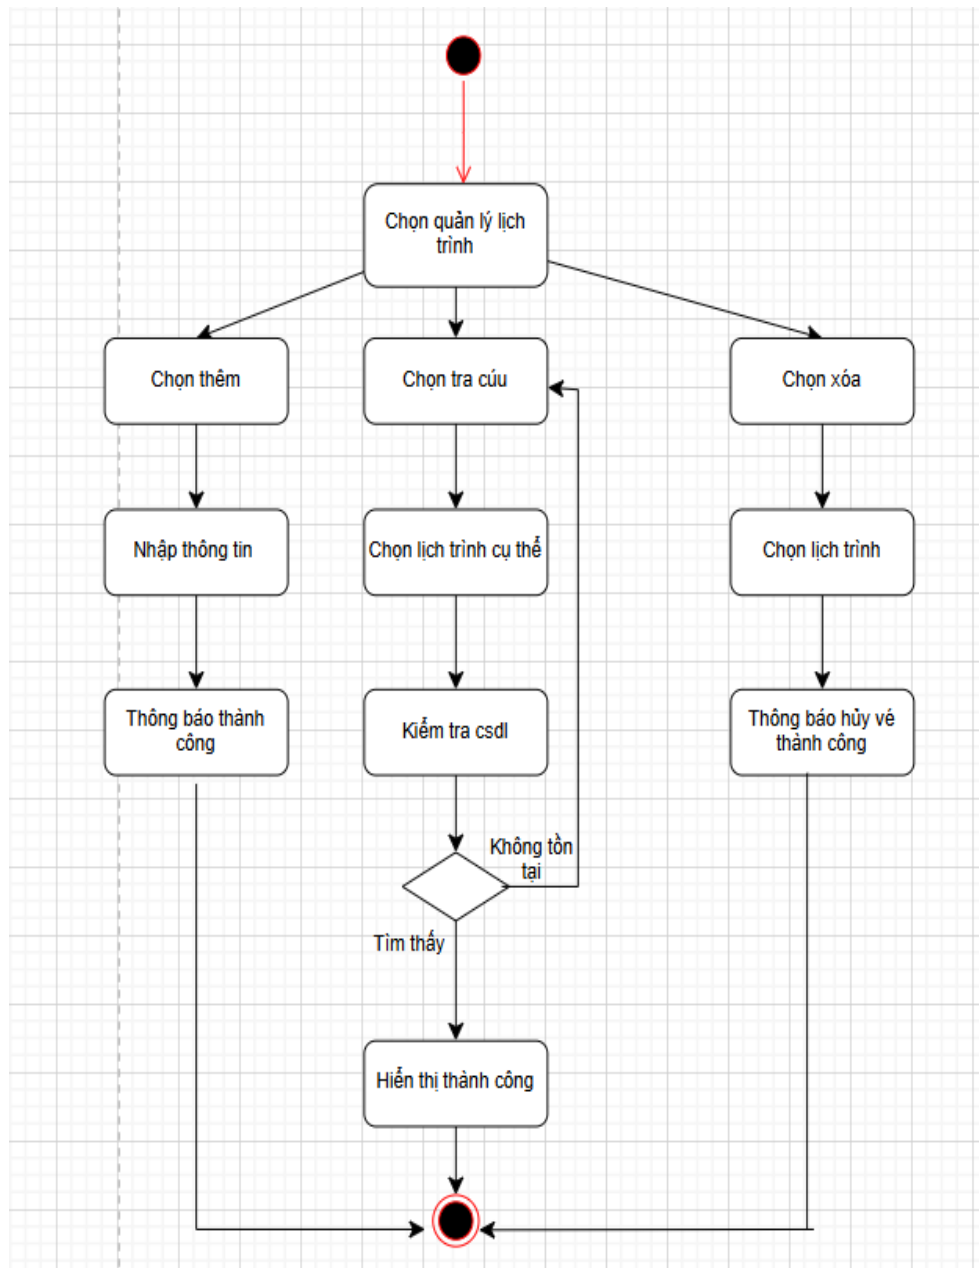 Chọn quản lý lịch
trình
Chọn thêm
Chọn tra cúu
Chọn xóa
Nhập thông tin
Chọn lịch trình cụ thể
Chọn lịch trình
Thông báo thành
công
Kiểm tra csdl
Thông báo hủy vé
thành công
Không tồn
tại
Tìm thấy
Hiển thị thành công